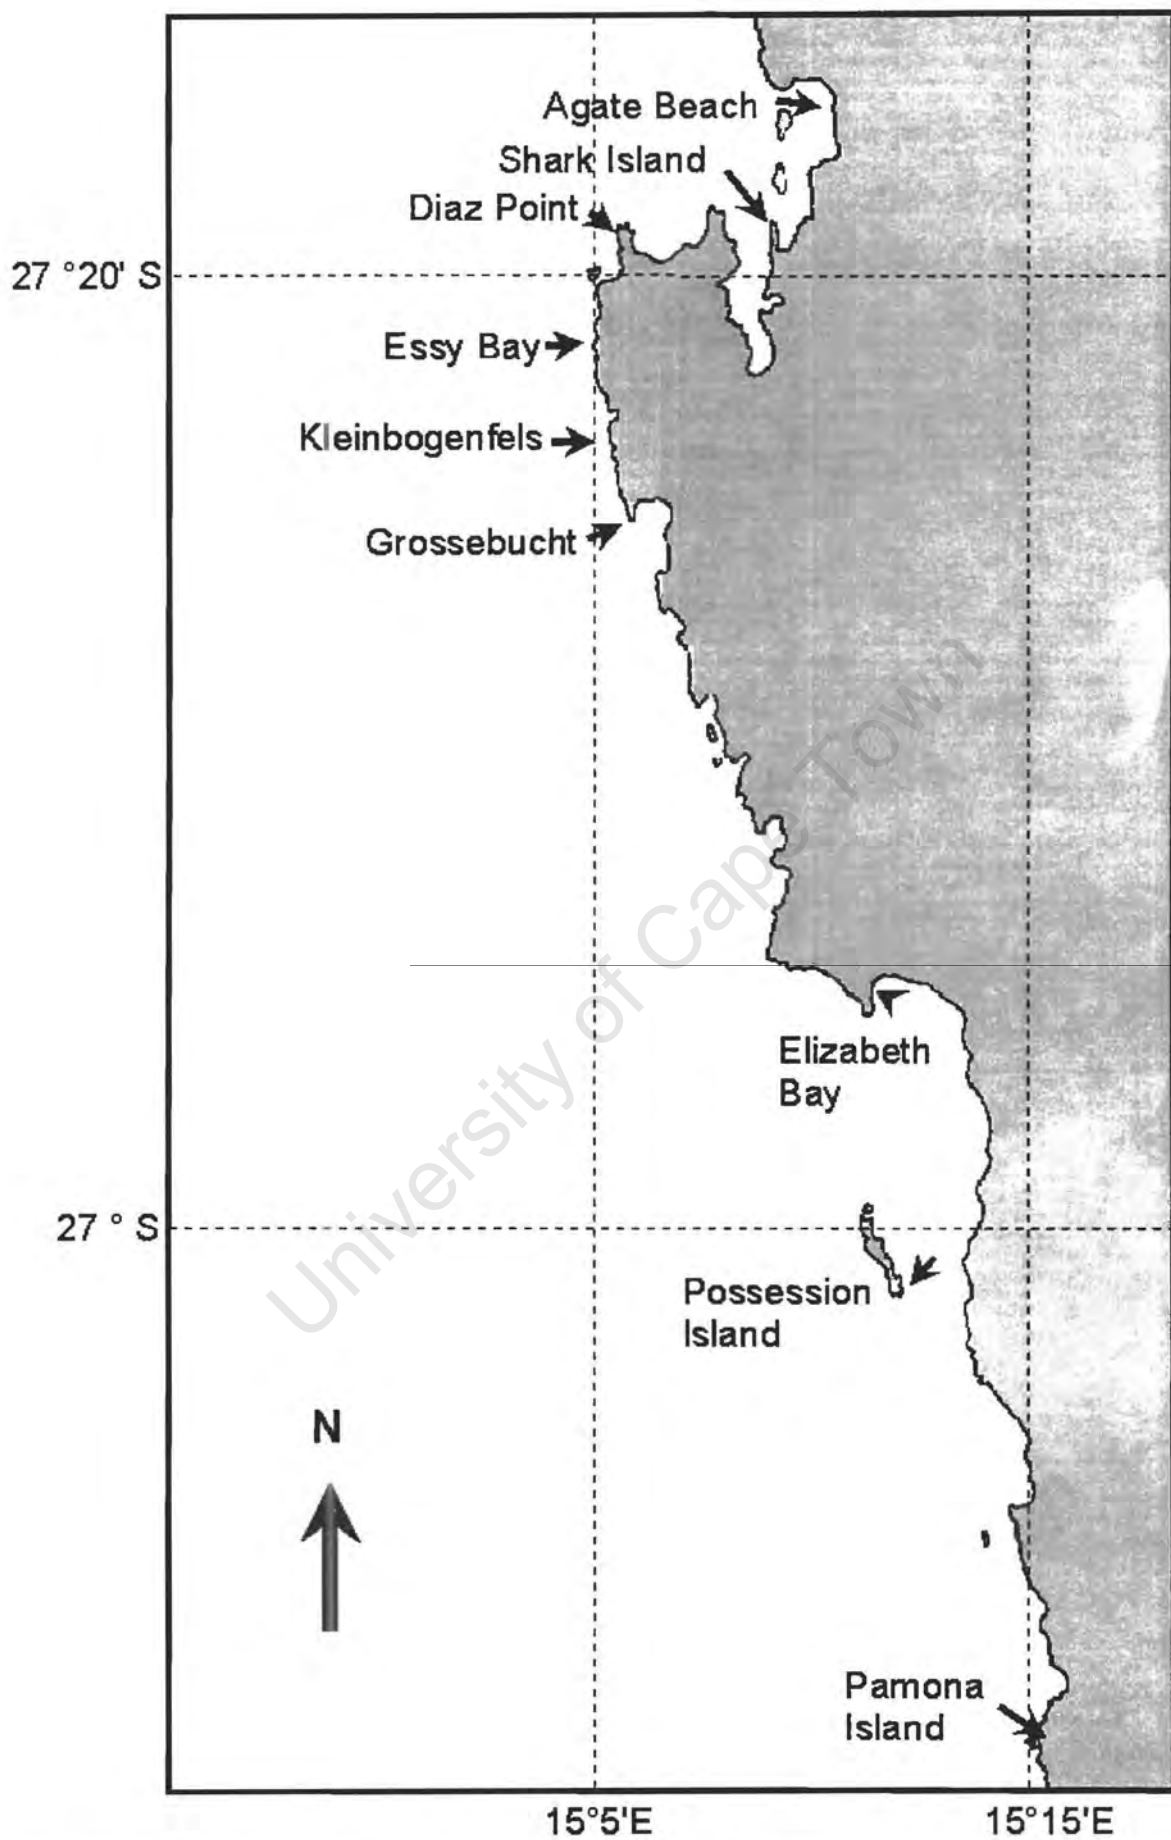 Agate Beach
Shark Island
Diaz Point
27 °20' S
Essy Bay
Kleinbogenfels
Grossebucht
Elizabeth
Bay
27 ° S
Possession
Island
N
Pamona
Island
15°5'E
15°15'E
University of Cape Town